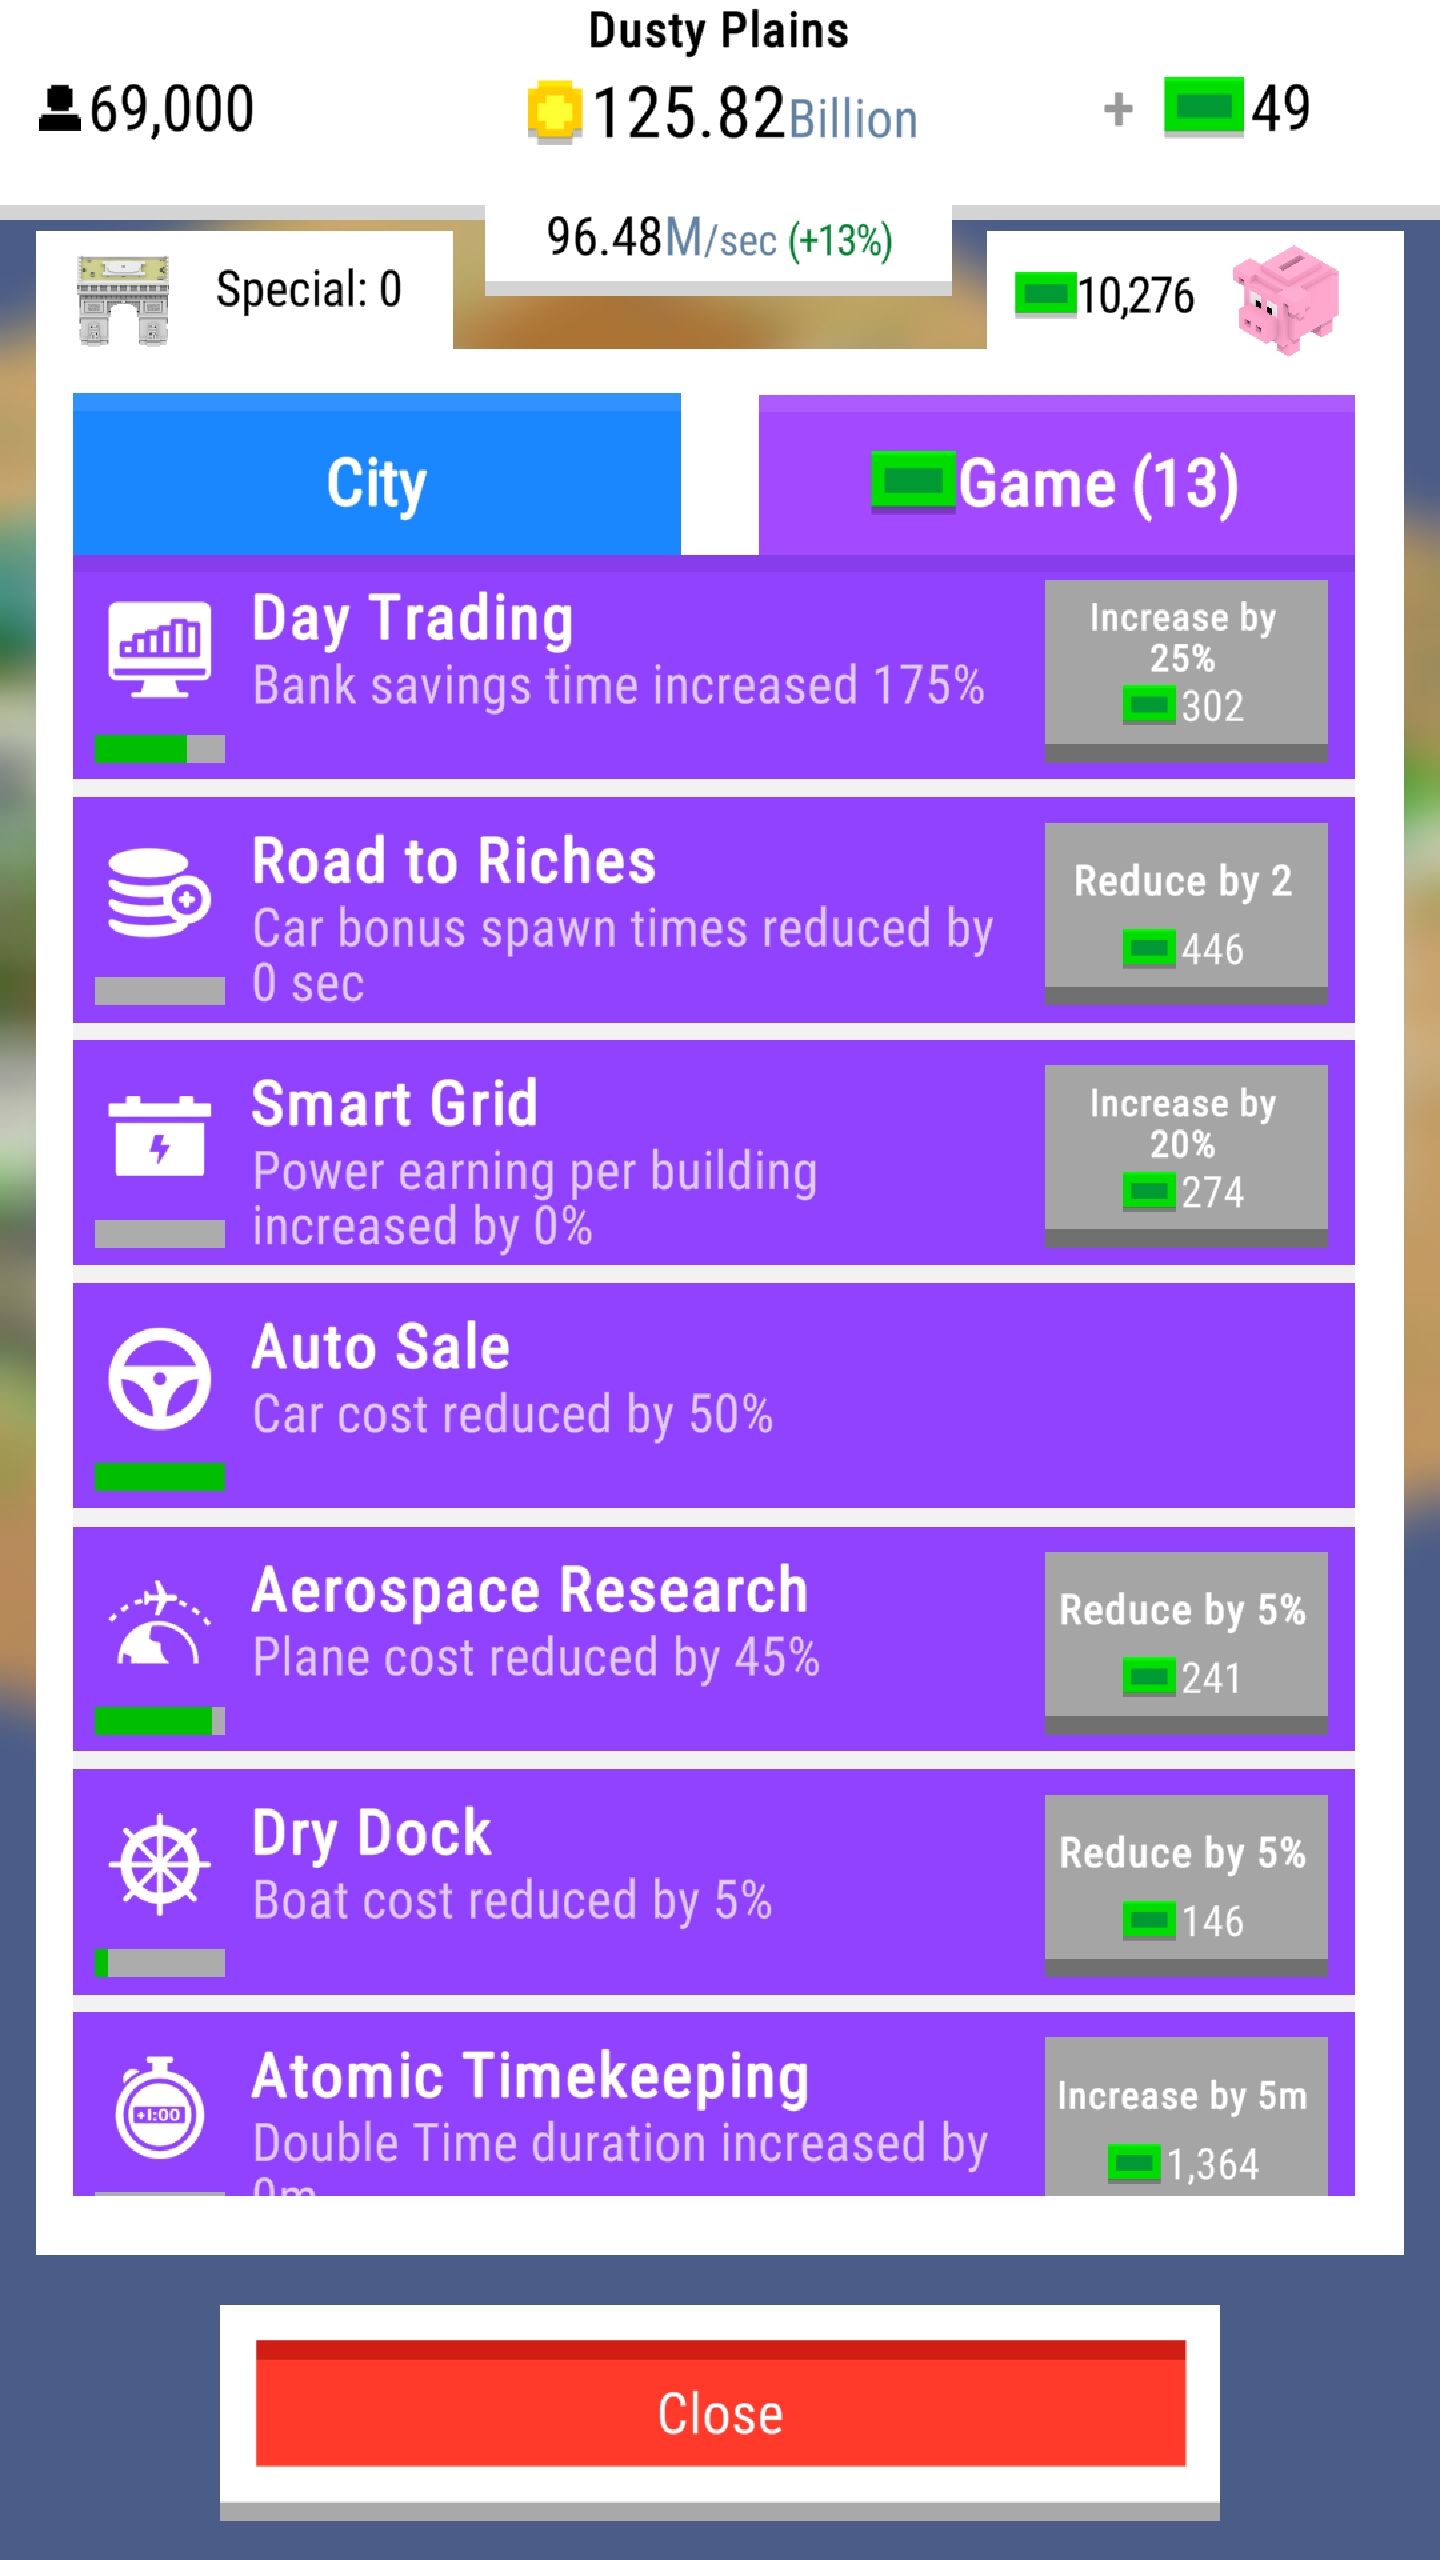 Dusty Plains
69,000
125.82Billion
+ 49
96.48M/sec (+13%)
Special: 0
10,276
City
Game (13)
Day Trading
Bank savings time increased 175%
Increase by
25%
302
Road to Riches
Car bonus spawn times reduced by
0 sec
Reduce by 2
446
Smart Grid
Power earning per building
increased by 0%
Increase by
20%
274
Auto Sale
Car cost reduced by 50%
Aerospace Research
Plane cost reduced by 45%
Reduce by 5%
241
Dry Dock
Boat cost reduced by 5%
Reduce by 5%
146
+1:00
Atomic Timekeeping
Double Time duration increased by
0m
Increase by 5m
1,364
Close